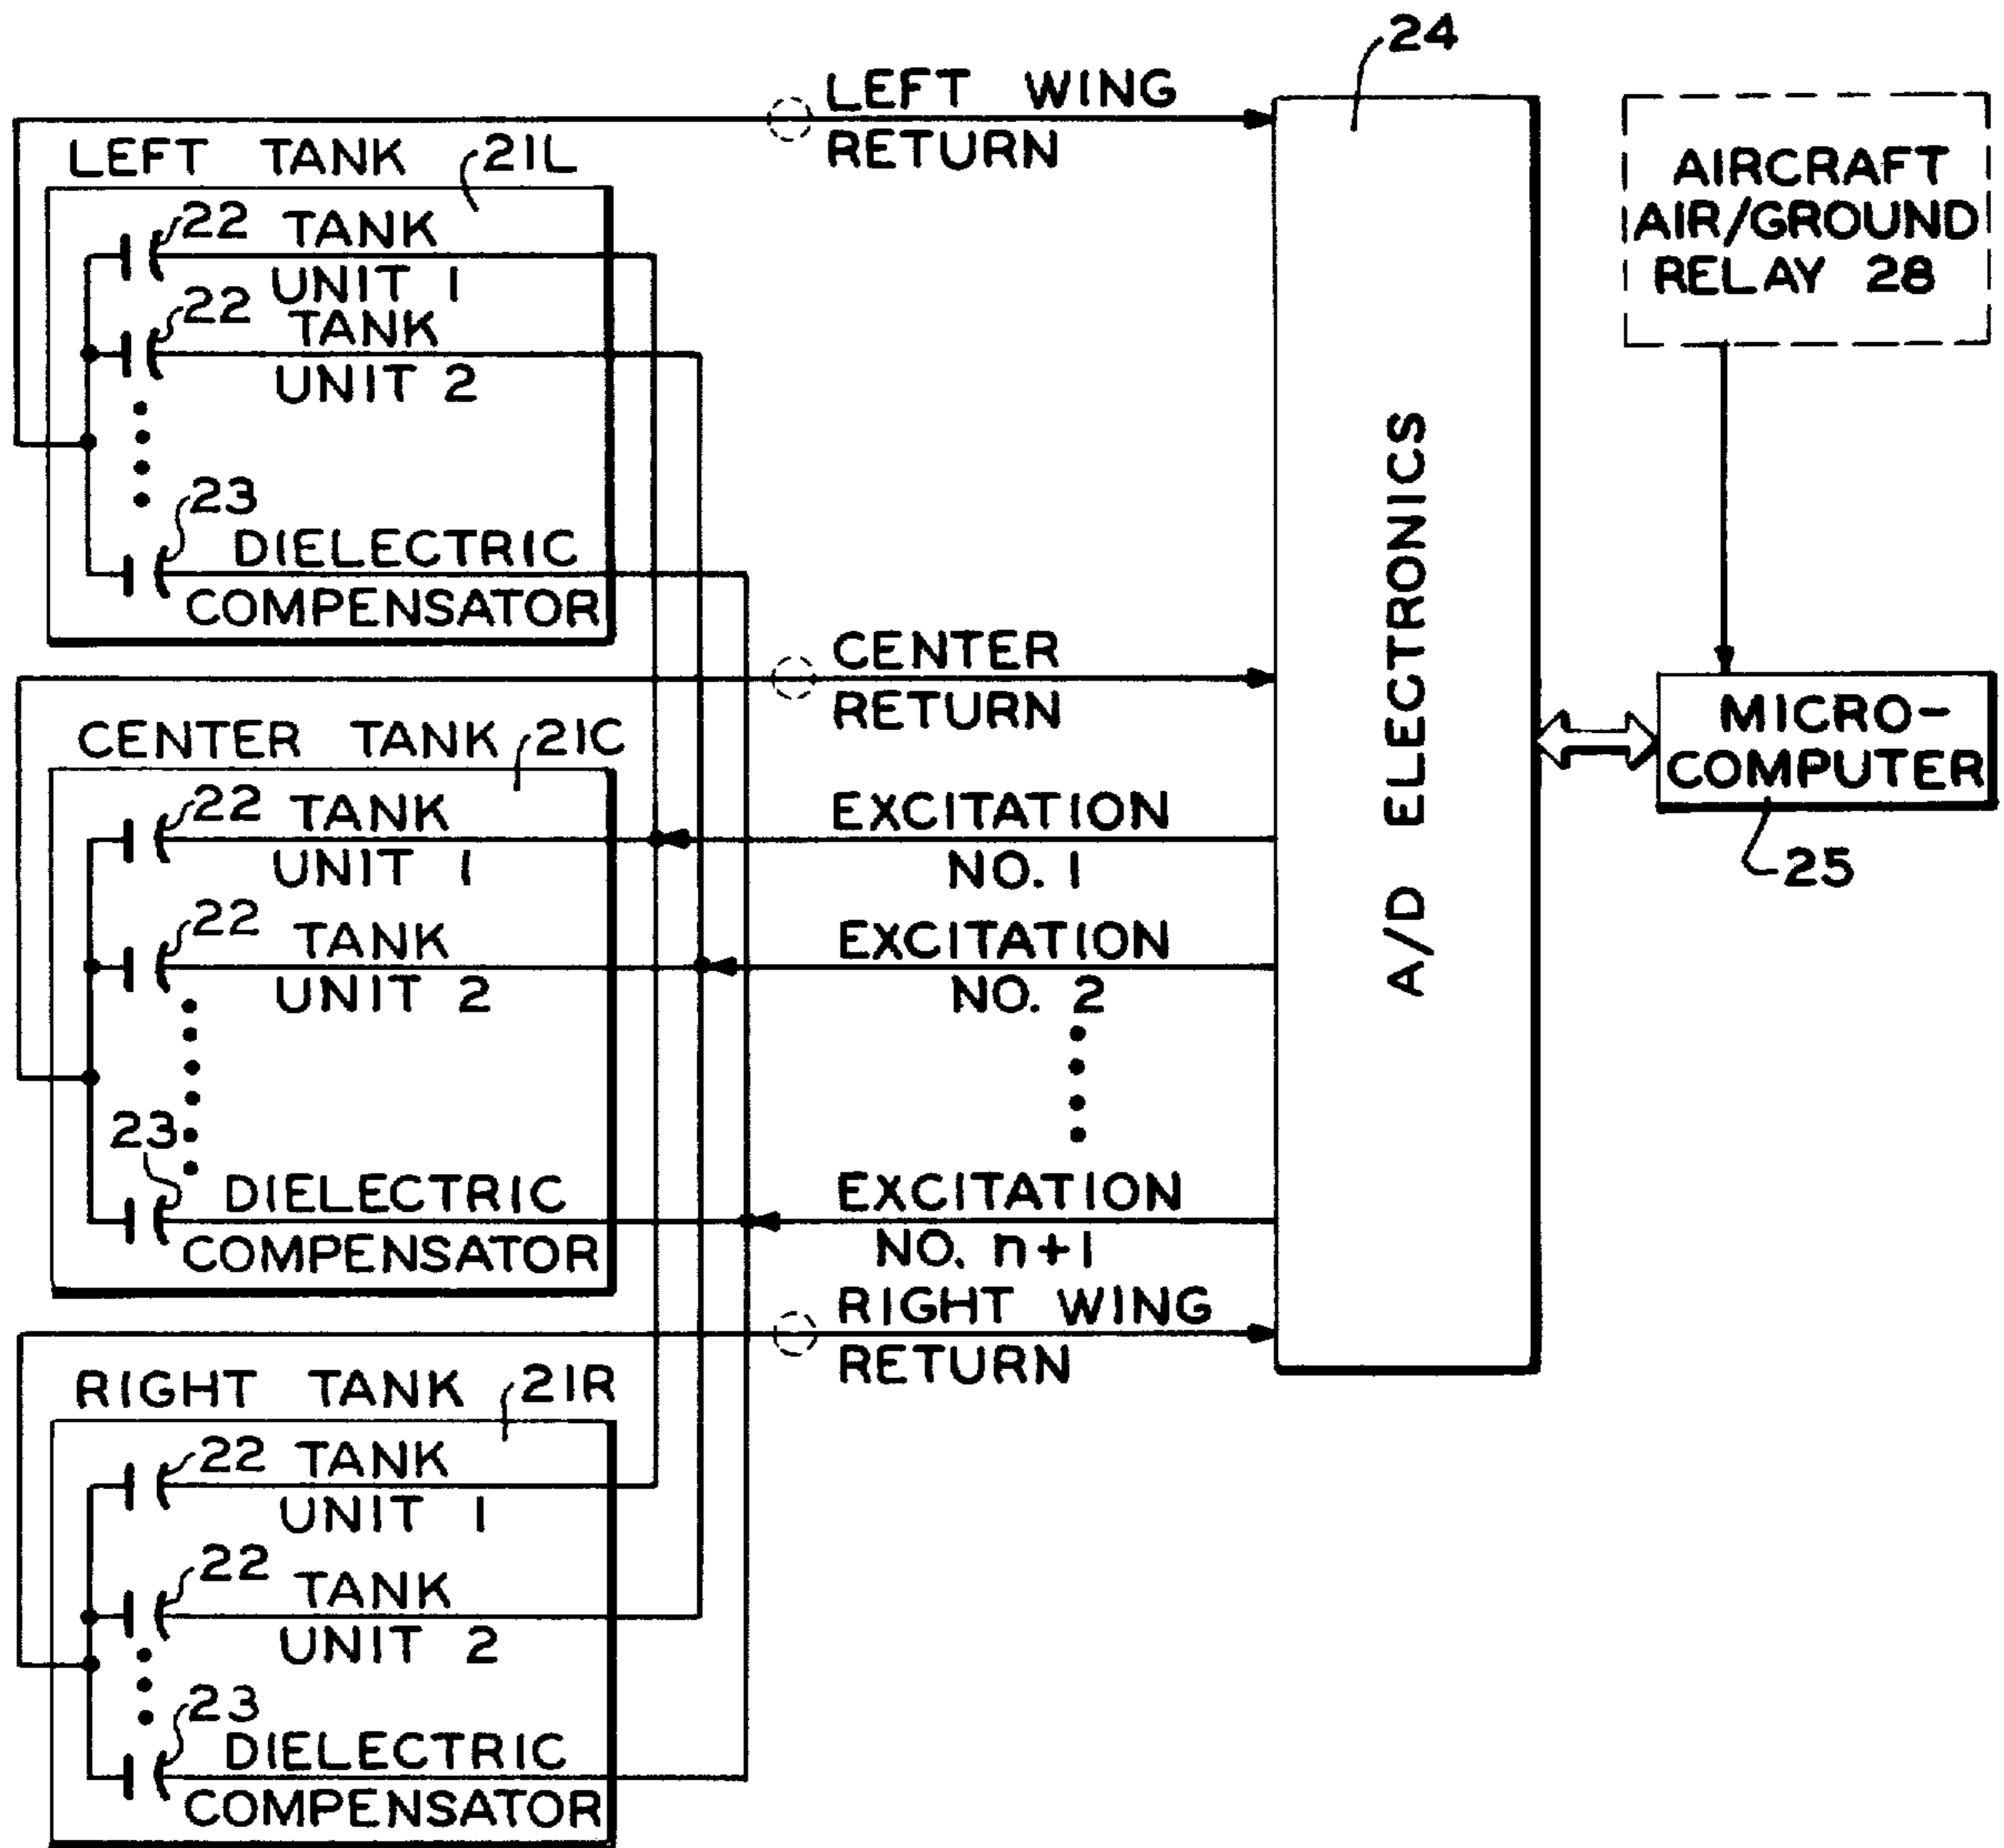 24
LEFT WING
RETURN
AIRCRAFT
AIR/GROUND
RELAY 28
LEFT TANK 21L
22 TANK
UNIT 1
22 TANK
UNIT 2
23
DIELECTRIC
COMPENSATOR
CENTER
RETURN
A/D ELECTRONICS
MICRO-
COMPUTER
25
CENTER TANK 21C
22 TANK
UNIT 1
EXCITATION
NO. 1
22 TANK
UNIT 2
EXCITATION
NO. 2
23
DIELECTRIC
COMPENSATOR
EXCITATION
NO. n+1
RIGHT WING
RETURN
RIGHT TANK 21R
22 TANK
UNIT 1
22 TANK
UNIT 2
23
DIELECTRIC
COMPENSATOR